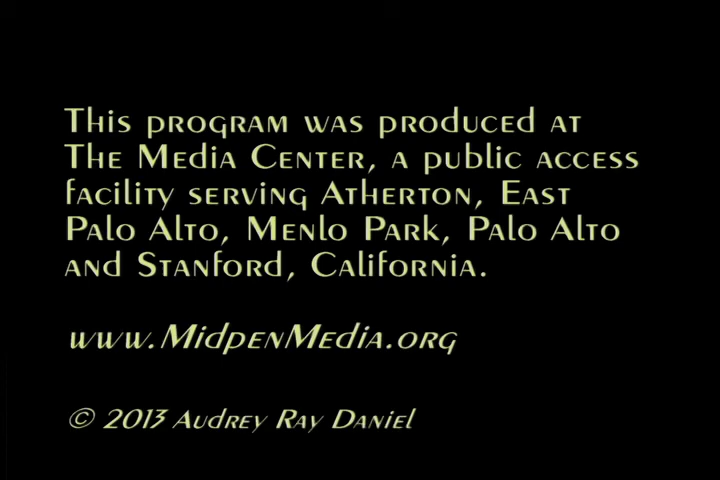 This program was produced at
The Media Center, a public access
facility serving Atherton, East
Palo Alto, Menlo Park, Palo Alto
and Stanford, California.
www.MidpenMedia.org
© 2013 Audrey Ray Daniel